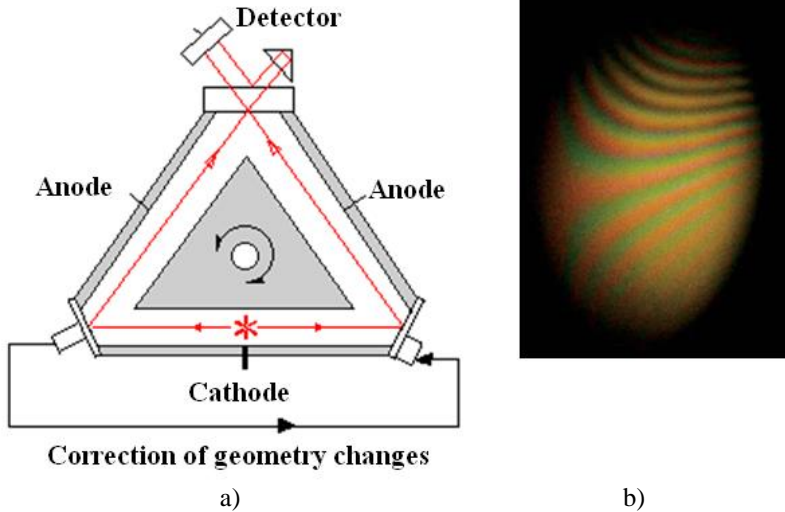 Detector
Anode
Anode
Cathode
Correction of geometry changes
a)
b)